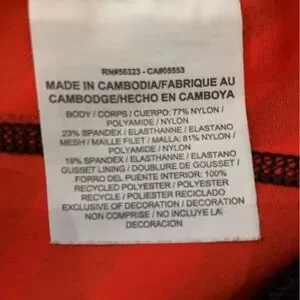 RN#56323 - CA#05553
MADE IN CAMBODIA/FABRIQUE AU
CAMBODGE/HECHO EN CAMBOYA
BODY / CORPS / CUERPO: 77% NYLON /
POLYAMIDE / NYLON
23% SPANDEX / ELASTHANNE / ELASTANO
MESH / MAILLE FILET / MALLA: 81% NYLON /
POLYAMIDE / NYLON
19% SPANDEX / ELASTHANNE / ELASTANO
GUSSET LINING / DOUBLURE DE GOUSSET /
FORRO DEL PUENTE INTERIOR: 100%
RECYCLED POLYESTER / POLYESTER
RECYCLE / POLIESTER RECICLADO
EXCLUSIVE OF DECORATION / DECORATION
NON COMPRISE / NO INCLUYE LA
DECORACION